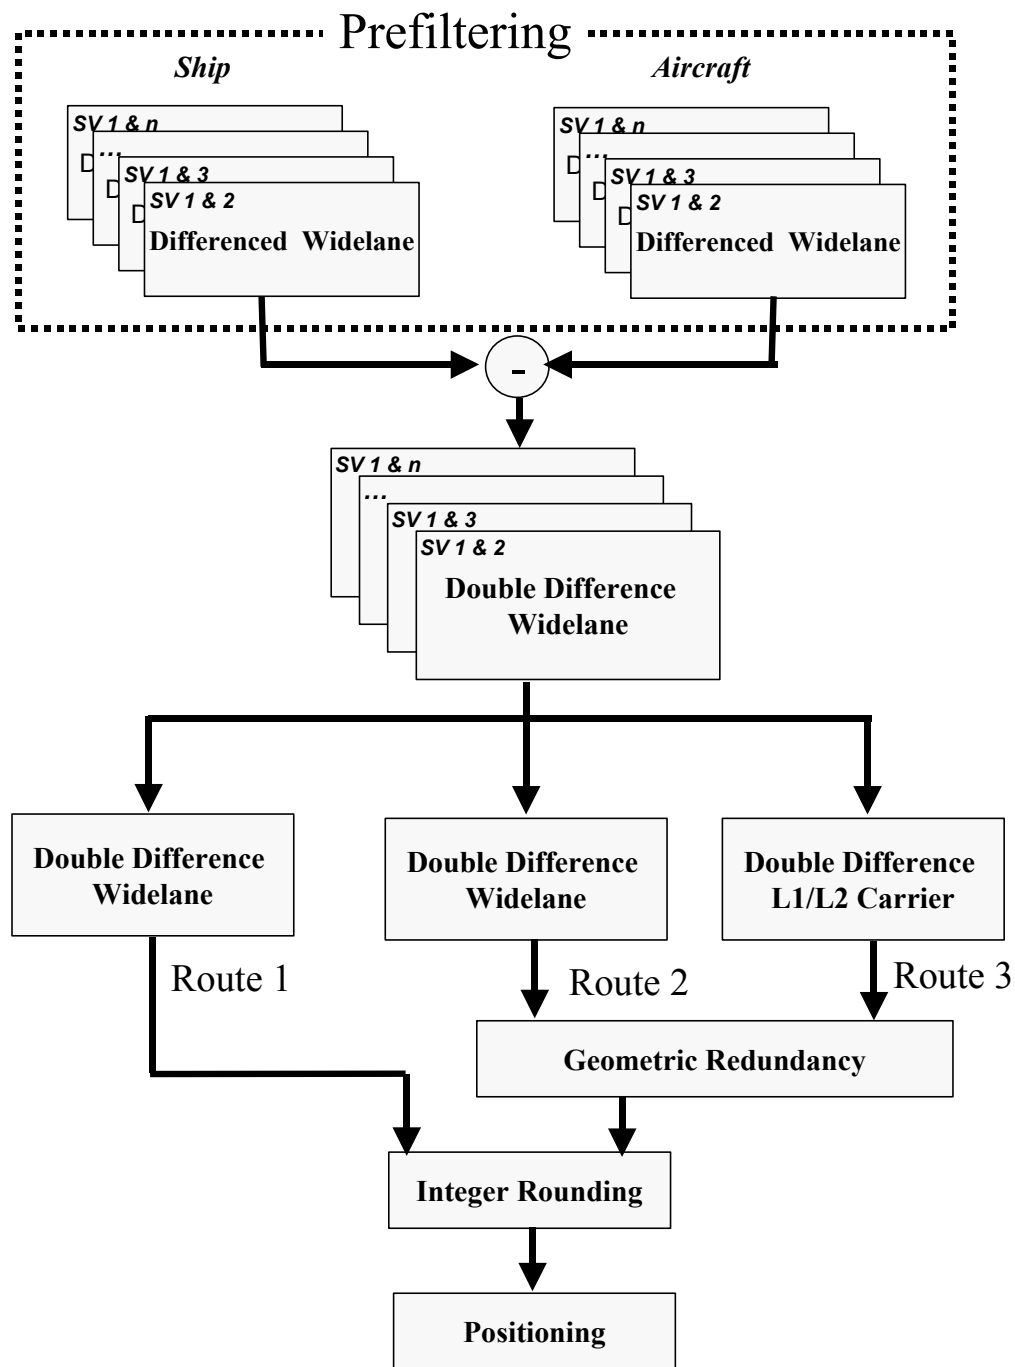 Prefiltering
Ship
Aircraft
SV 1 & n
...
D
SV 1 & 3
D
SV 1 & 2
D
Differenced Widelane
SV 1 & n
...
D
SV 1 & 3
D
SV 1 & 2
D
Differenced Widelane
-
SV 1 & n
...
SV 1 & 3
SV 1 & 2
Double Difference
Widelane
Double Difference
Widelane
Double Difference
Widelane
Double Difference
L1/L2 Carrier
Route 1
Route 2
Route 3
Geometric Redundancy
Integer Rounding
Positioning